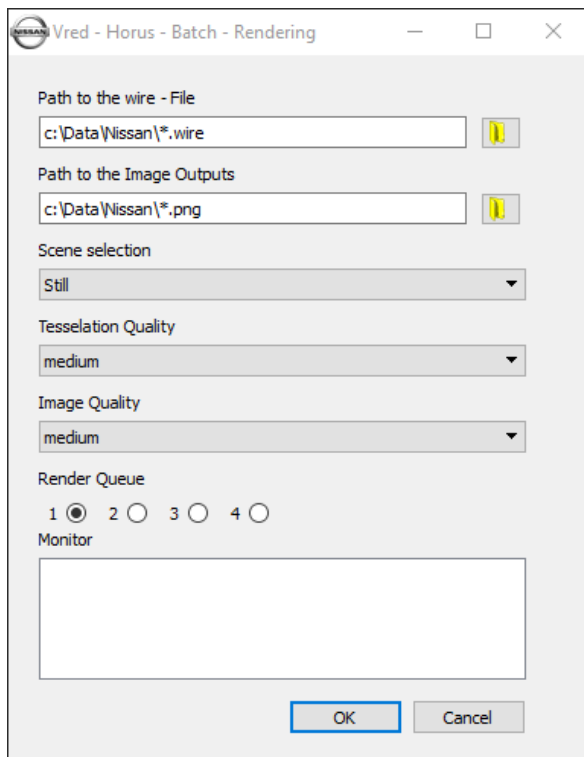 NISSAN Vred - Horus - Batch - Rendering
Path to the wire - File
c:\Data\Nissan\*.wire
Path to the Image Outputs
c:\Data\Nissan\*.png
Scene selection
Still
Tesselation Quality
medium
Image Quality
medium
Render Queue
1 2 3 4
Monitor
OK Cancel